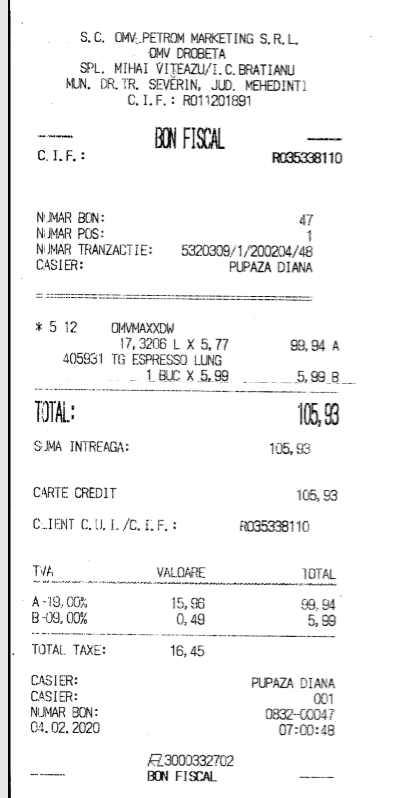 S.C. OMV PETROM MARKETING S.R.L.
OMV DROBETA
SPL. MIHAI VITEAZU/I.C.BRATIANU
MUN. DR.TR. SEVERIN, JUD. MEHEDINTI
C.I.F.: RO11201891
BON FISCAL
C.I.F.: RO35338110
NUMAR BON: 47
NUMAR POS: 1
NUMAR TRANZACTIE: 5320309/1/200204/48
CASIER: PUPAZA DIANA
* 5 12 OMVMAXXDW
17,3206 L X 5,77 99,94 A
405931 TG ESPRESSO LUNG
1 BUC X 5,99 5,99 B
TOTAL: 105,93
SUMA INTREAGA: 105,93
CARTE CREDIT 105,93
CLIENT C.U.I./C.I.F.: RO35338110
TVA VALOARE TOTAL
A-19,00% 15,96 99,94
B-09,00% 0,49 5,99
TOTAL TAXE: 16,45
CASIER: PUPAZA DIANA
CASIER: 001
NUMAR BON: 0832-00047
04.02.2020 07:00:48
3000332702
BON FISCAL